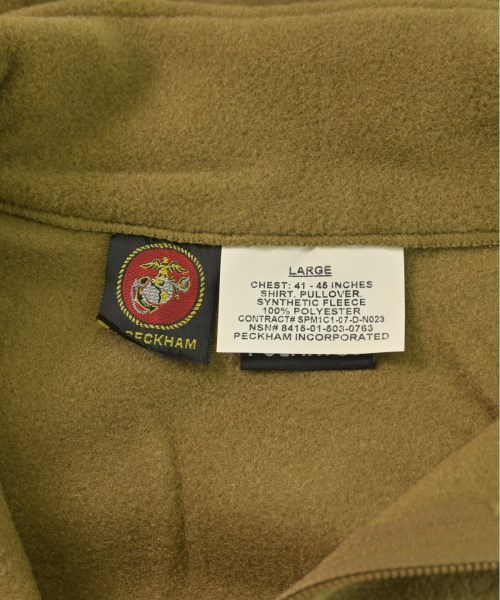 PECKHAM
LARGE
CHEST: 41 - 45 INCHES
SHIRT, PULLOVER,
SYNTHETIC FLEECE
100% POLYESTER
CONTRACT# SPM1C1-07-D-N023
NSN# 8415-01-503-0763
PECKHAM INCORPORATED